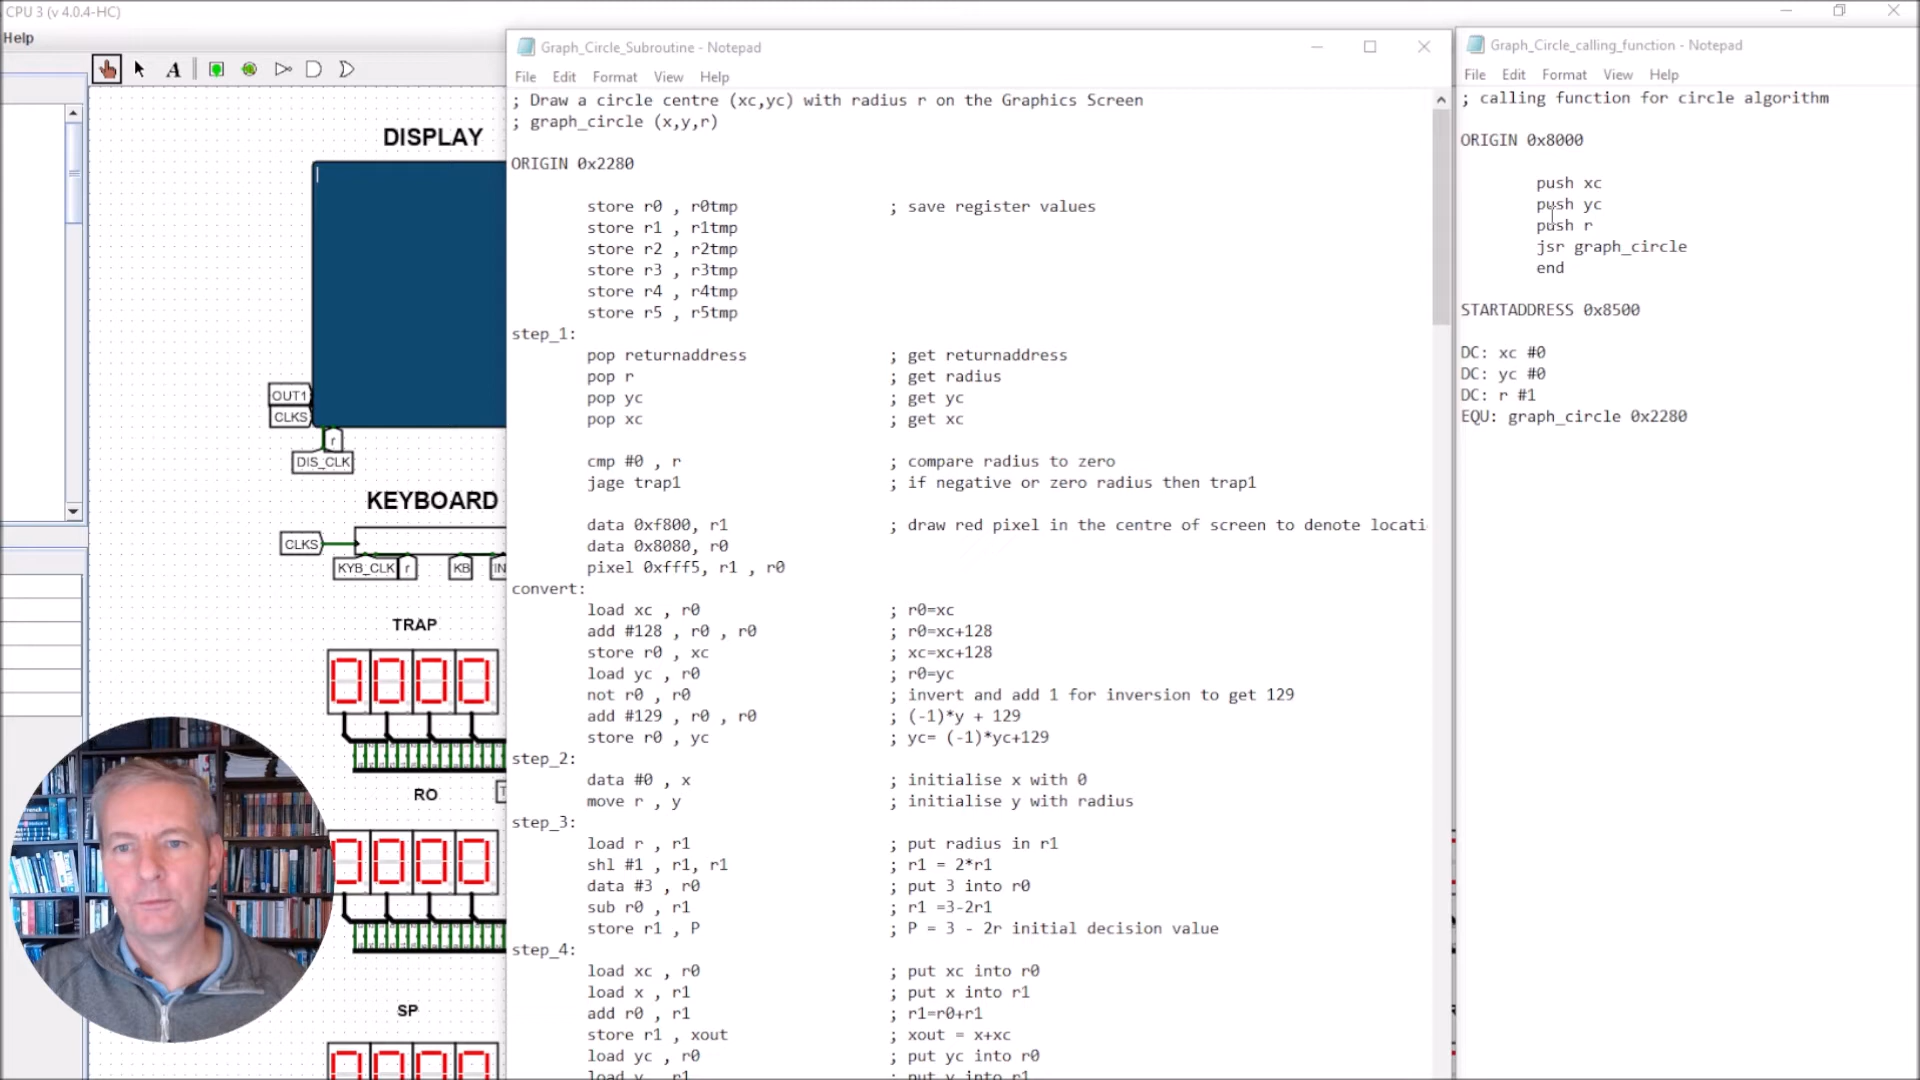 CPU 3 (v 4.0.4-HC)
Help
A
DISPLAY
OUT1
CLKS
r
DIS_CLK
KEYBOARD
CLKS
KYB_CLK
r
KB
IN
TRAP
RO
SP
Graph_Circle_Subroutine - Notepad
File Edit Format View Help
; Draw a circle centre (xc,yc) with radius r on the Graphics Screen
; graph_circle (x,y,r)
ORIGIN 0x2280
store r0 , r0tmp ; save register values
store r1 , r1tmp
store r2 , r2tmp
store r3 , r3tmp
store r4 , r4tmp
store r5 , r5tmp
step_1:
pop returnaddress ; get returnaddress
pop r ; get radius
pop yc ; get yc
pop xc ; get xc
cmp #0 , r ; compare radius to zero
jage trap1 ; if negative or zero radius then trap1
data 0xf800, r1 ; draw red pixel in the centre of screen to denote locati
data 0x8080, r0
pixel 0xfff5, r1 , r0
convert:
load xc , r0 ; r0=xc
add #128 , r0 , r0 ; r0=xc+128
store r0 , xc ; xc=xc+128
load yc , r0 ; r0=yc
not r0 , r0 ; invert and add 1 for inversion to get 129
add #129 , r0 , r0 ; (-1)*y + 129
store r0 , yc ; yc= (-1)*yc+129
step_2:
data #0 , x ; initialise x with 0
move r , y ; initialise y with radius
step_3:
load r , r1 ; put radius in r1
shl #1 , r1, r1 ; r1 = 2*r1
data #3 , r0 ; put 3 into r0
sub r0 , r1 ; r1 =3-2r1
store r1 , P ; P = 3 - 2r initial decision value
step_4:
load xc , r0 ; put xc into r0
load x , r1 ; put x into r1
add r0 , r1 ; r1=r0+r1
store r1 , xout ; xout = x+xc
load yc , r0 ; put yc into r0
load y , r1 ; put y into r1
Graph_Circle_calling_function - Notepad
File Edit Format View Help
; calling function for circle algorithm
ORIGIN 0x8000
push xc
push yc
push r
jsr graph_circle
end
STARTADDRESS 0x8500
DC: xc #0
DC: yc #0
DC: r #1
EQU: graph_circle 0x2280